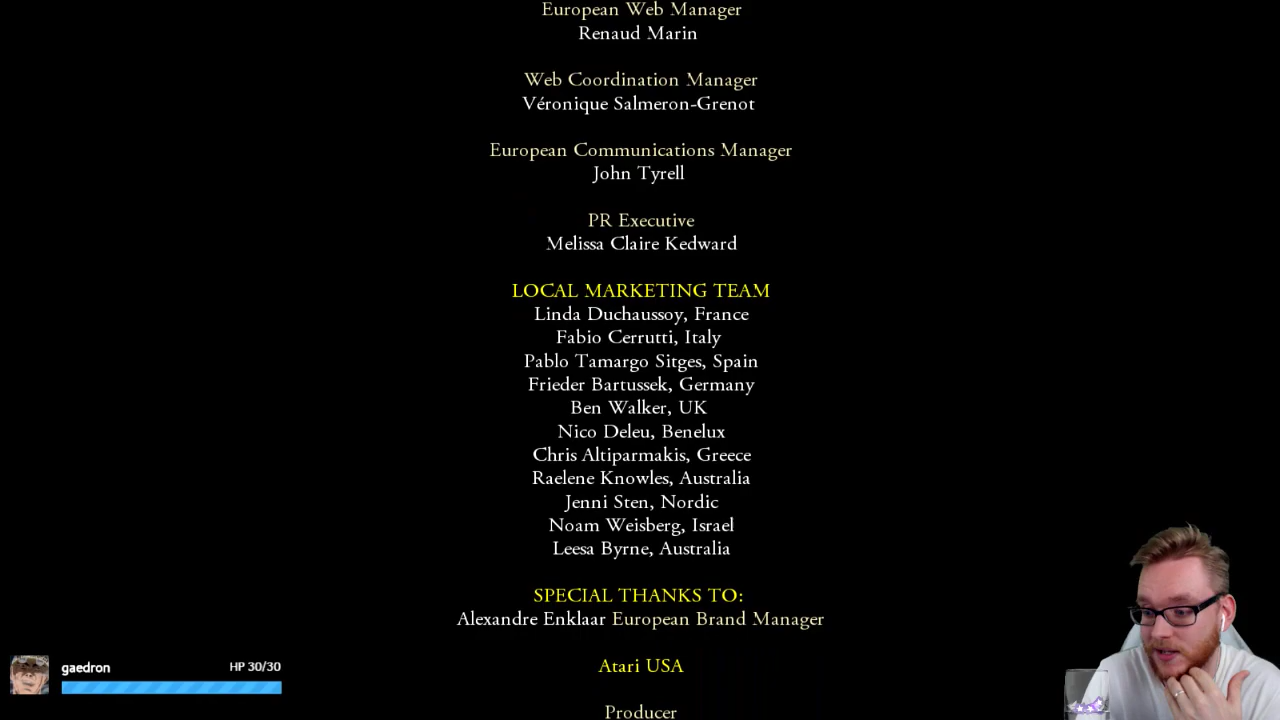 European Web Manager
Renaud Marin
Web Coordination Manager
Véronique Salmeron-Grenot
European Communications Manager
John Tyrell
PR Executive
Melissa Claire Kedward
LOCAL MARKETING TEAM
Linda Duchaussoy, France
Fabio Cerrutti, Italy
Pablo Tamargo Sitges, Spain
Frieder Bartussek, Germany
Ben Walker, UK
Nico Deleu, Benelux
Chris Altiparmakis, Greece
Raelene Knowles, Australia
Jenni Sten, Nordic
Noam Weisberg, Israel
Leesa Byrne, Australia
SPECIAL THANKS TO:
Alexandre Enklaar European Brand Manager
Atari USA
Producer
gaedron HP 30/30